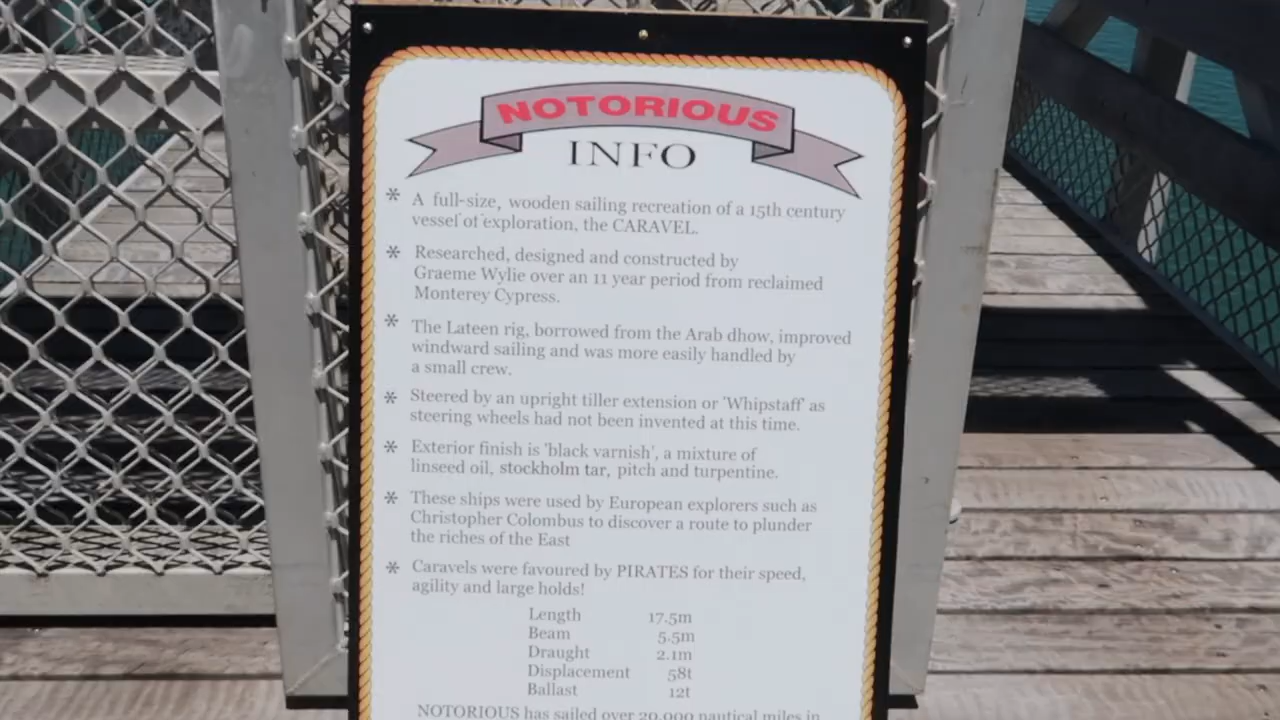 NOTORIOUS
INFO
* A full-size, wooden sailing recreation of a 15th century
vessel of exploration, the CARAVEL.
* Researched, designed and constructed by
Graeme Wylie over an 11 year period from reclaimed
Monterey Cypress.
* The Lateen rig, borrowed from the Arab dhow, improved
windward sailing and was more easily handled by
a small crew.
* Steered by an upright tiller extension or 'Whipstaff' as
steering wheels had not been invented at this time.
* Exterior finish is 'black varnish', a mixture of
linseed oil, stockholm tar, pitch and turpentine.
* These ships were used by European explorers such as
Christopher Colombus to discover a route to plunder
the riches of the East
* Caravels were favoured by PIRATES for their speed,
agility and large holds!
Length 17.5m
Beam 5.5m
Draught 2.1m
Displacement 58t
Ballast 12t
NOTORIOUS has sailed over 20,000 nautical miles in